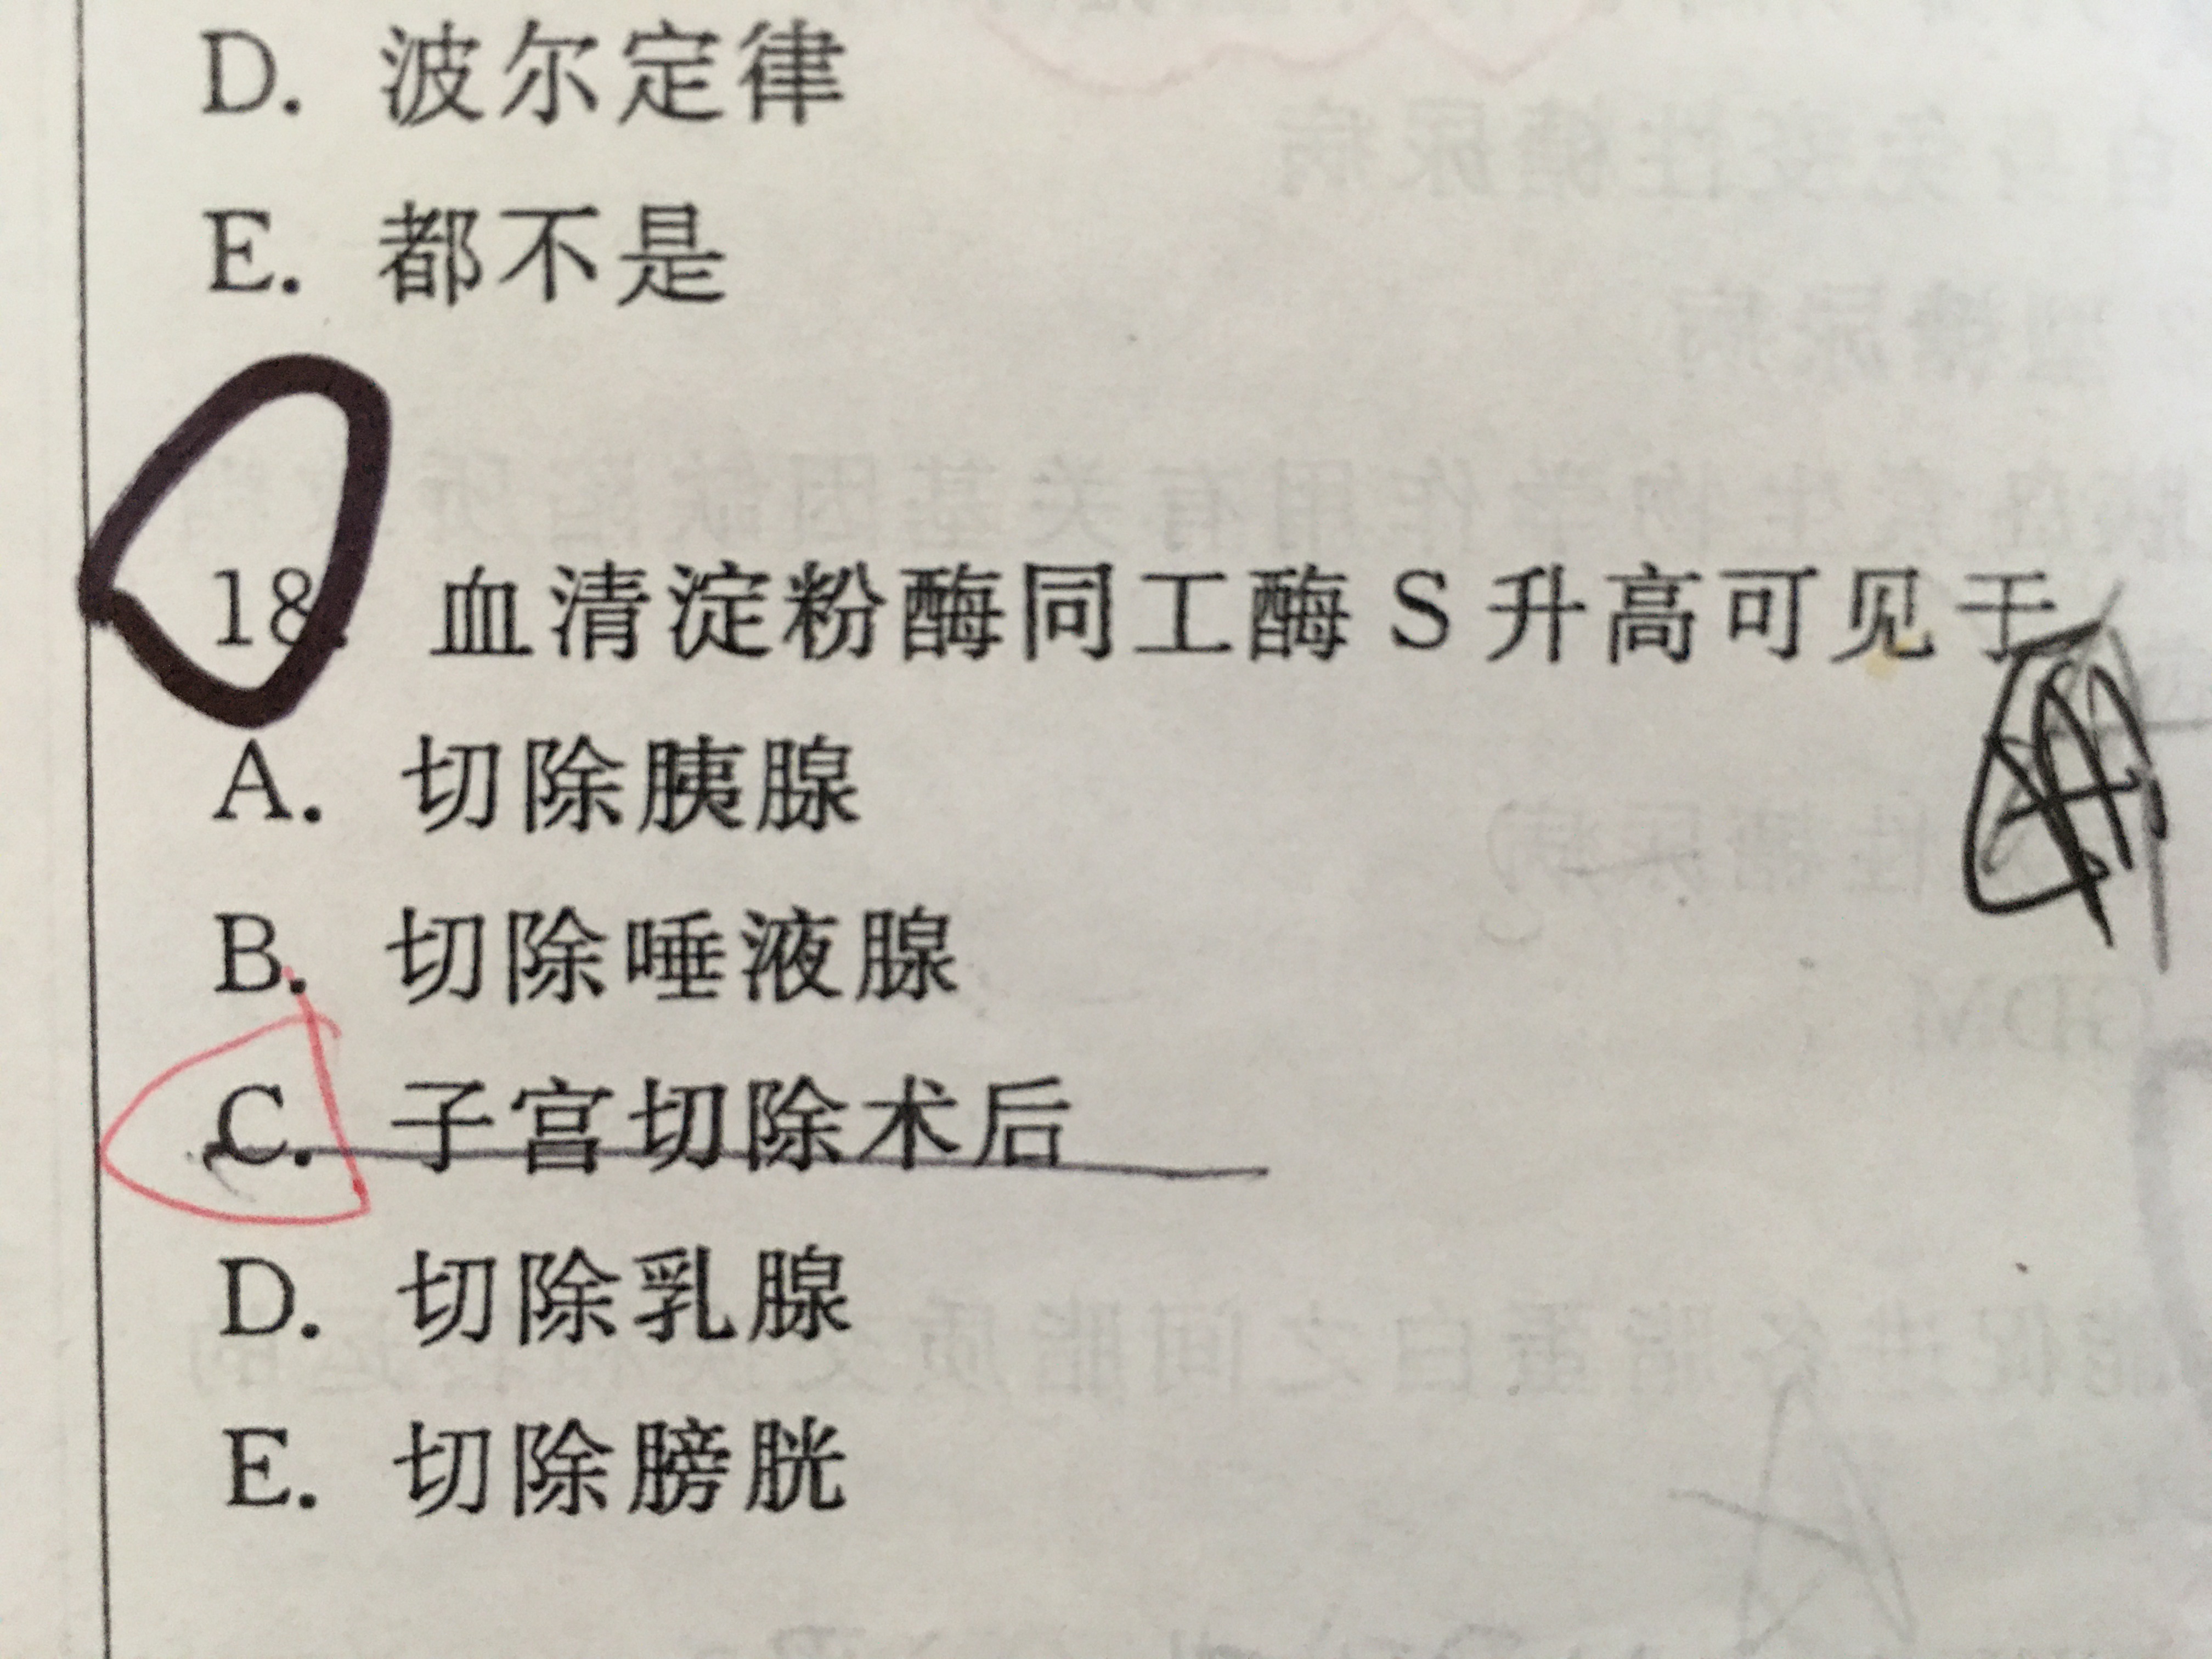 D. 波尔定律
E. 都不是
18. 血清淀粉酶同工酶 S 升高可见于
A. 切除胰腺
B. 切除唾液腺
C. 子宫切除术后
D. 切除乳腺
E. 切除膀胱